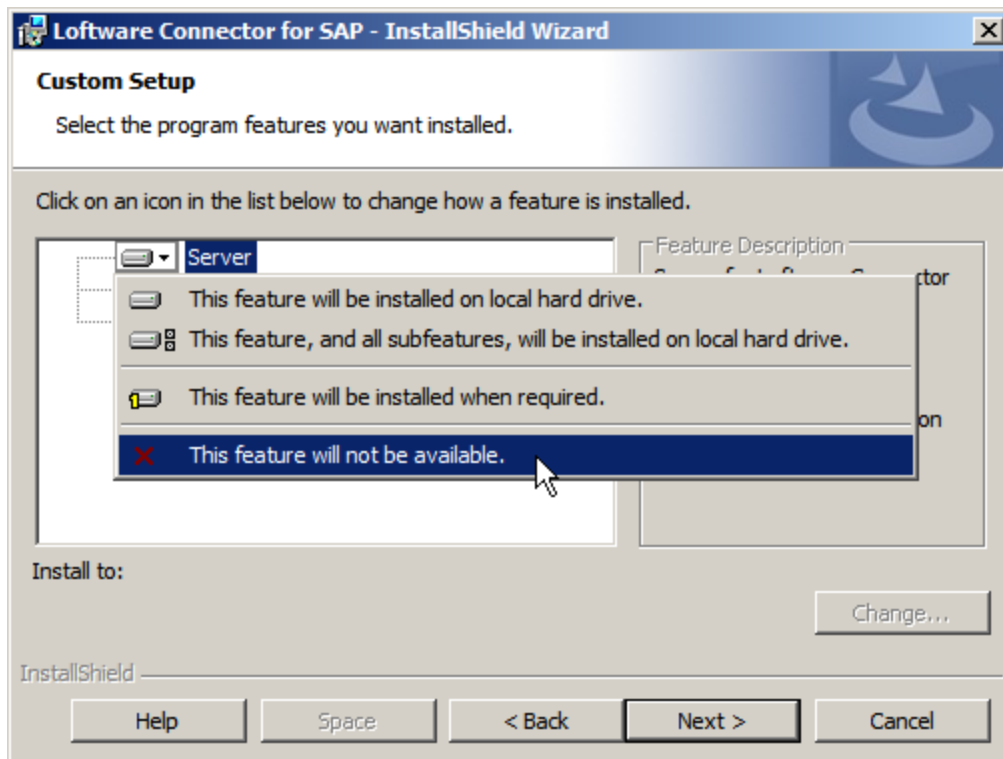 Loftware Connector for SAP - InstallShield Wizard
Custom Setup
Select the program features you want installed.
Click on an icon in the list below to change how a feature is installed.
Server
Feature Description
This feature will be installed on local hard drive.
This feature, and all subfeatures, will be installed on local hard drive.
This feature will be installed when required.
This feature will not be available.
Install to:
Change...
InstallShield
Help
Space
< Back
Next >
Cancel